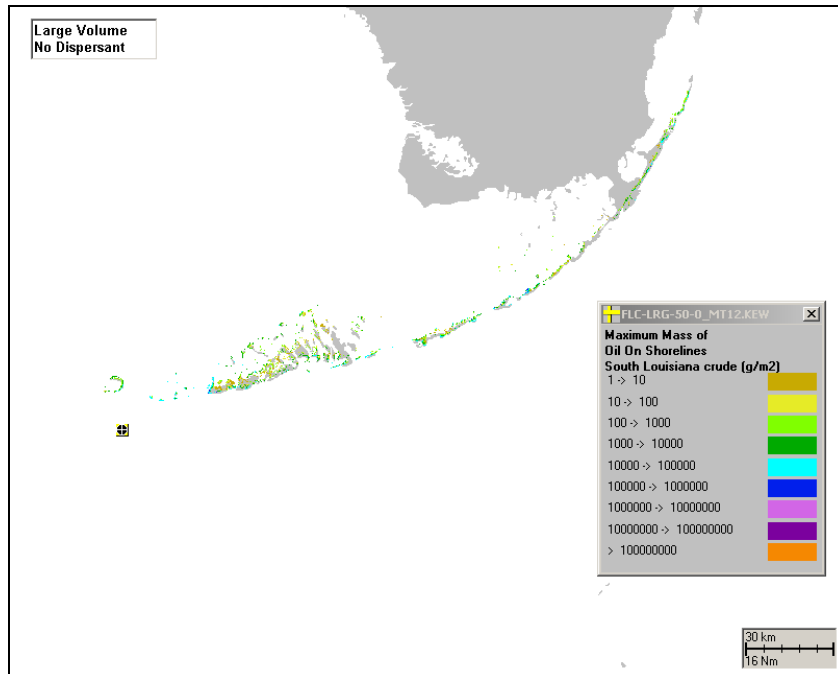 Large Volume
No Dispersant
FLC-LRG-50-0_MT12.KEW
Maximum Mass of
Oil On Shorelines
South Louisiana crude (g/m2)
1 -> 10
10 -> 100
100 -> 1000
1000 -> 10000
10000 -> 100000
100000 -> 1000000
1000000 -> 10000000
10000000 -> 100000000
> 100000000
30 km
16 Nm